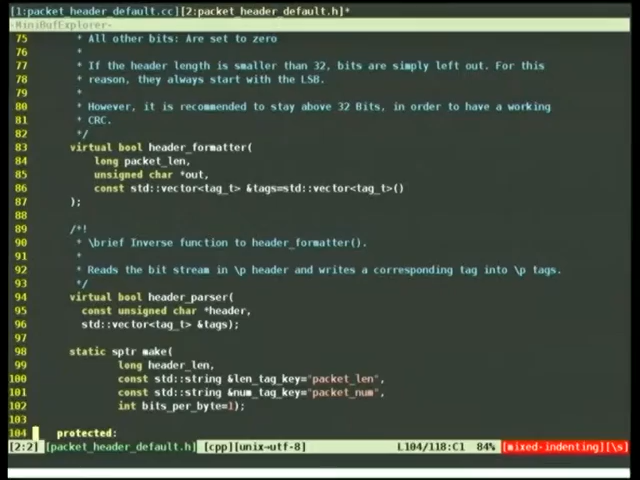 [1:packet_header_default.cc][2:packet_header_default.h]*
-MiniBufExplorer-
75 * All other bits: Are set to zero
76 *
77 * If the header length is smaller than 32, bits are simply left out. For this
78 * reason, they always start with the LSB.
79 *
80 * However, it is recommended to stay above 32 Bits, in order to have a working
81 * CRC.
82 */
83 virtual bool header_formatter(
84 long packet_len,
85 unsigned char *out,
86 const std::vector<tag_t> &tags=std::vector<tag_t>()
87 );
88
89 /*!
90 * \brief Inverse function to header_formatter().
91 *
92 * Reads the bit stream in \p header and writes a corresponding tag into \p tags.
93 */
94 virtual bool header_parser(
95 const unsigned char *header,
96 std::vector<tag_t> &tags);
97
98 static sptr make(
99 long header_len,
100 const std::string &len_tag_key="packet_len",
101 const std::string &num_tag_key="packet_num",
102 int bits_per_byte=1);
103
104 protected:
[2:2] [packet_header_default.h] [cpp][unix→utf-8] L104/118:C1 84% [mixed-indenting][\s]